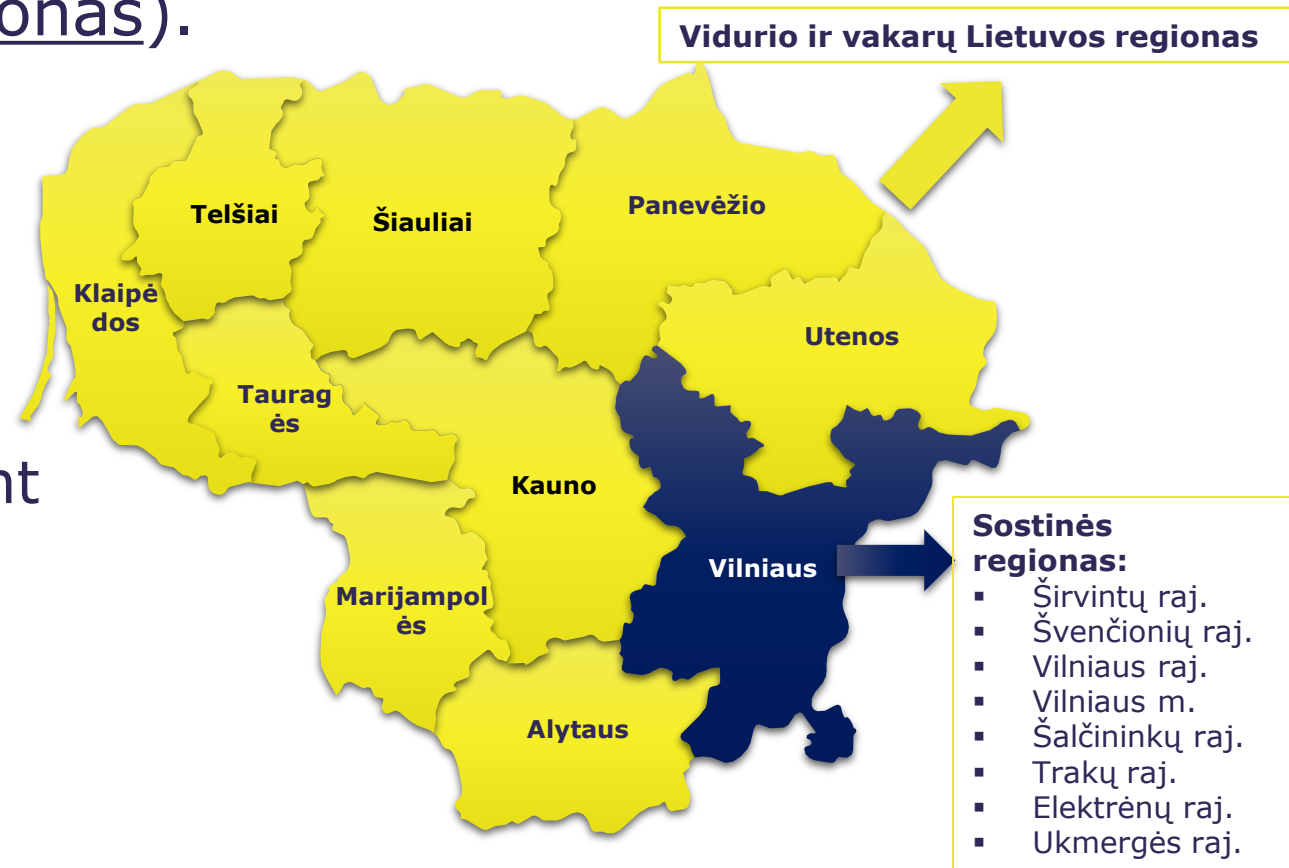 onas).
Vidurio ir vakarų Lietuvos regionas
Telšiai
Šiauliai
Panevėžio
Klaipė
dos
Utenos
Taurag
ės
nt
Kauno
Vilniaus
Marijampol
ės
Alytaus
Sostinės
regionas:
▪ Širvintų raj.
▪ Švenčionių raj.
▪ Vilniaus raj.
▪ Vilniaus m.
▪ Šalčininkų raj.
▪ Trakų raj.
▪ Elektrėnų raj.
▪ Ukmergės raj.